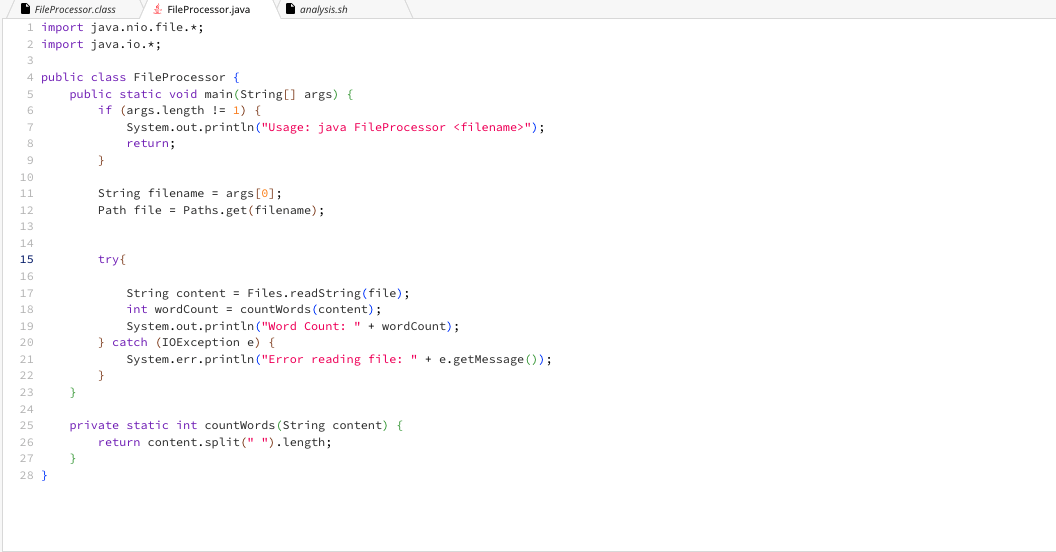 FileProcessor.class FileProcessor.java analysis.sh
1 import java.nio.file.*;
2 import java.io.*;
3
4 public class FileProcessor {
5     public static void main(String[] args) {
6         if (args.length != 1) {
7             System.out.println("Usage: java FileProcessor <filename>");
8             return;
9         }
10
11         String filename = args[0];
12         Path file = Paths.get(filename);
13
14
15         try{
16
17             String content = Files.readString(file);
18             int wordCount = countWords(content);
19             System.out.println("Word Count: " + wordCount);
20         } catch (IOException e) {
21             System.err.println("Error reading file: " + e.getMessage());
22         }
23     }
24
25     private static int countWords(String content) {
26         return content.split(" ").length;
27     }
28 }